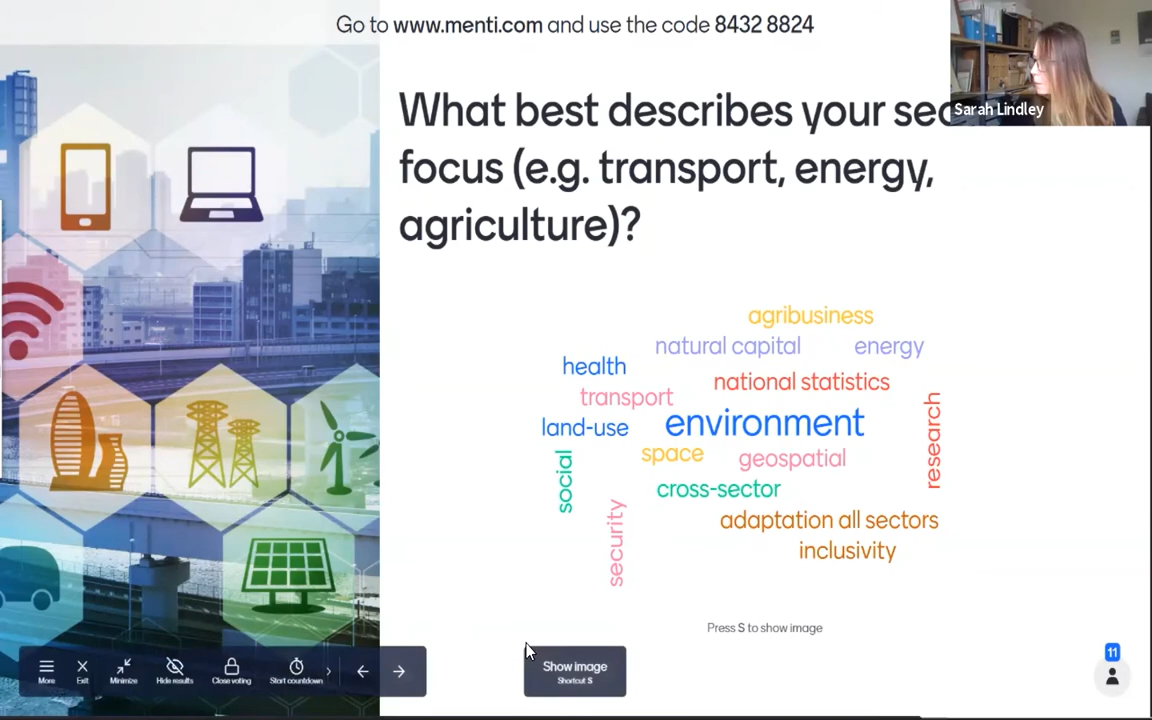 Go to www.menti.com and use the code 8432 8824
Sarah Lindley
What best describes your sec
focus (e.g. transport, energy,
agriculture)?
agribusiness
natural capital
energy
health
national statistics
transport
research
environment
land-use
space
geospatial
social
cross-sector
security
adaptation all sectors
inclusivity
Press S to show image
11
More
Exit
Minimize
Hide results
Close voting
Start countdown
Show image
Shortcut S